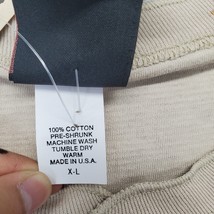 100% COTTON
PRE-SHRUNK
MACHINE WASH
TUMBLE DRY
WARM
MADE IN U.S.A.
X-L